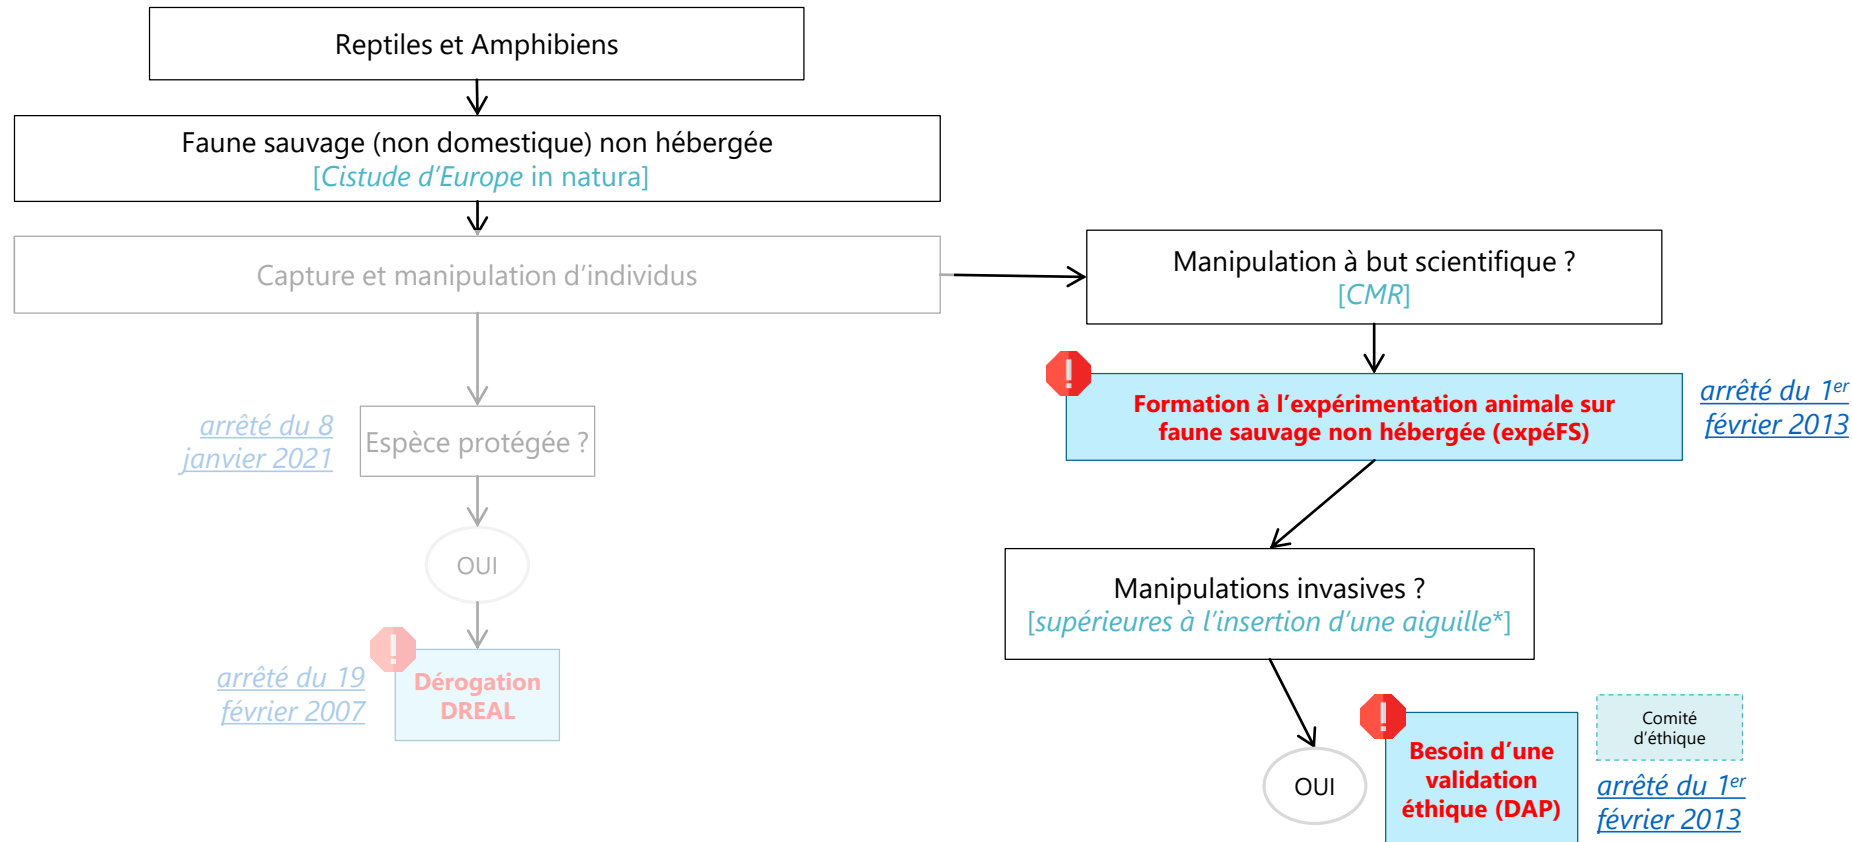 Reptiles et Amphibiens
Faune sauvage (non domestique) non hébergée
[Cistude d'Europe in natura]
Capture et manipulation d'individus
Manipulation à but scientifique ?
[CMR]
Formation à l'expérimentation animale sur
faune sauvage non hébergée (expéFS)
arrêté du 1er
février 2013
arrêté du 8
janvier 2021
Espèce protégée ?
OUI
Manipulations invasives ?
[supérieures à l'insertion d'une aiguille*]
arrêté du 19
février 2007
Dérogation
DREAL
OUI
Besoin d'une
validation
éthique (DAP)
Comité
d'éthique
arrêté du 1er
février 2013